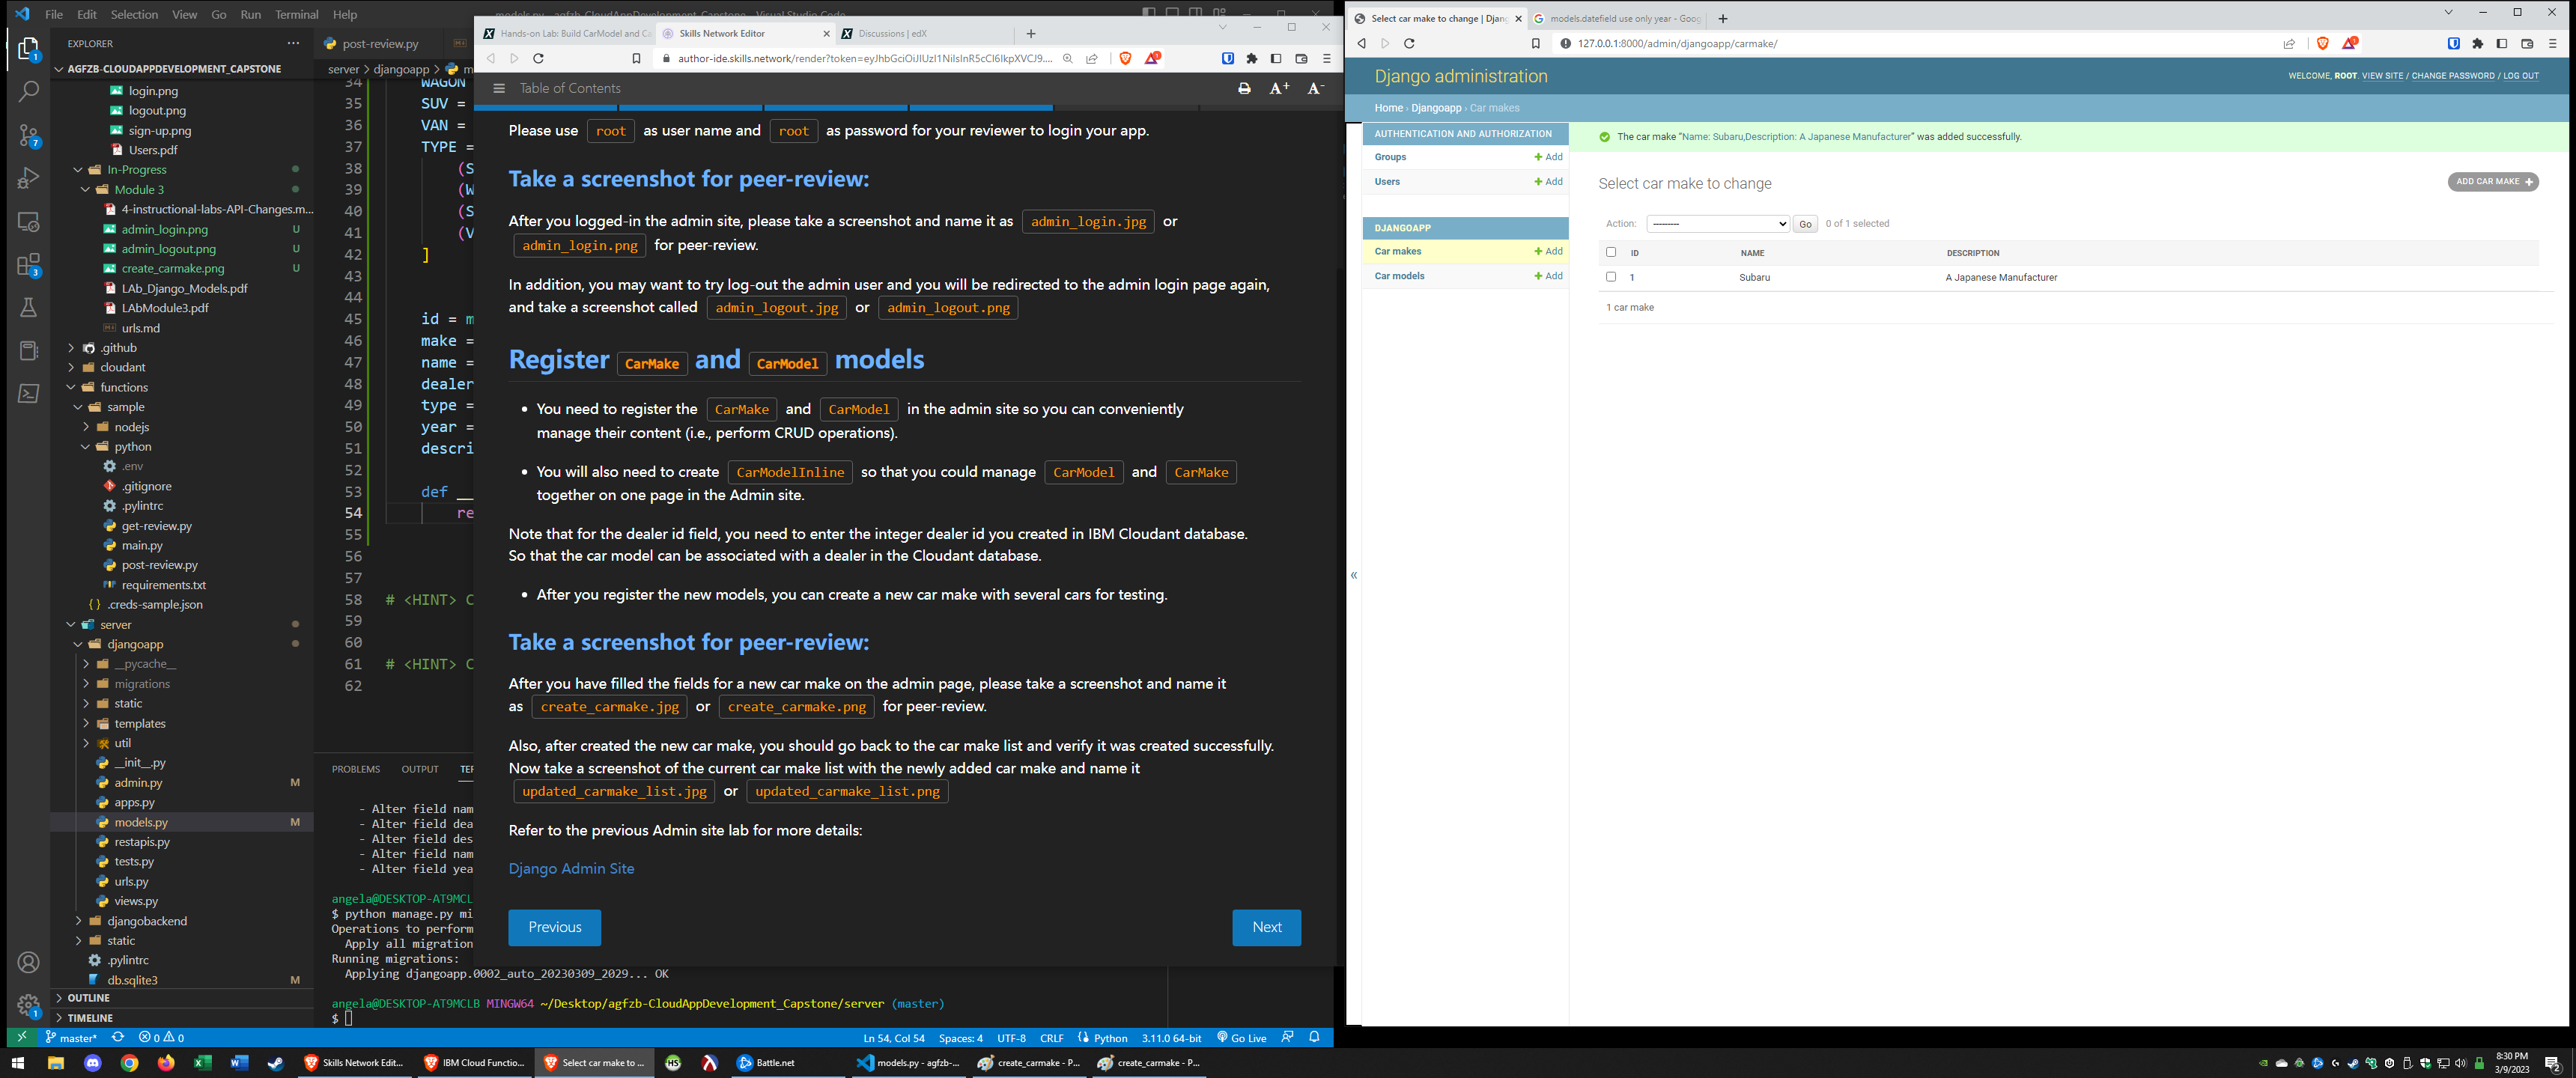 File Edit Selection View Go Run Terminal Help
models.py - agfzb-CloudAppDevelopment_Capstone - Visual Studio Code
EXPLORER
AGFZB-CLOUDAPPDEVELOPMENT_CAPSTONE
login.png
logout.png
sign-up.png
Users.pdf
In-Progress
Module 3
4-instructional-labs-API-Changes.m...
admin_login.png U
admin_logout.png U
create_carmake.png U
LAb_Django_Models.pdf
LAbModule3.pdf
urls.md
.github
cloudant
functions
sample
nodejs
python
.env
.gitignore
.pylintrc
get-review.py
main.py
post-review.py
requirements.txt
.creds-sample.json
server
djangoapp
__pycache__
migrations
static
templates
util
__init__.py
admin.py M
apps.py
models.py M
restapis.py
tests.py
urls.py
views.py
djangobackend
static
.pylintrc
db.sqlite3 M
OUTLINE
TIMELINE
post-review.py
server > djangoapp > m
34 WAGON
35 SUV =
36 VAN =
37 TYPE =
38 (S
39 (W
40 (S
41 (V
42 ]
43
44
45 id = m
46 make =
47 name =
48 dealer
49 type =
50 year =
51 descri
52
53 def __
54 re
55
56
57
58 # <HINT> C
59
60
61 # <HINT> C
62
PROBLEMS OUTPUT TER
- Alter field nam
- Alter field dea
- Alter field des
- Alter field nam
- Alter field yea
angela@DESKTOP-AT9MCL
$ python manage.py mi
Operations to perform
Apply all migration
Running migrations:
Applying djangoapp.0002_auto_20230309_2029... OK
angela@DESKTOP-AT9MCLB MINGW64 ~/Desktop/agfzb-CloudAppDevelopment_Capstone/server (master)
$
master* 0 0 Ln 54, Col 54 Spaces: 4 UTF-8 CRLF Python 3.11.0 64-bit Go Live
Hands-on Lab: Build CarModel and Ca
Skills Network Editor
Discussions | edX
author-ide.skills.network/render?token=eyJhbGciOiJIUzI1NiIsInR5cCI6IkpXVCJ9....
Table of Contents
A+ A-
Please use root as user name and root as password for your reviewer to login your app.
Take a screenshot for peer-review:
After you logged-in the admin site, please take a screenshot and name it as admin_login.jpg or
admin_login.png for peer-review.
In addition, you may want to try log-out the admin user and you will be redirected to the admin login page again,
and take a screenshot called admin_logout.jpg or admin_logout.png
Register CarMake and CarModel models
You need to register the CarMake and CarModel in the admin site so you can conveniently
manage their content (i.e., perform CRUD operations).
You will also need to create CarModelInline so that you could manage CarModel and CarMake
together on one page in the Admin site.
Note that for the dealer id field, you need to enter the integer dealer id you created in IBM Cloudant database.
So that the car model can be associated with a dealer in the Cloudant database.
After you register the new models, you can create a new car make with several cars for testing.
Take a screenshot for peer-review:
After you have filled the fields for a new car make on the admin page, please take a screenshot and name it
as create_carmake.jpg or create_carmake.png for peer-review.
Also, after created the new car make, you should go back to the car make list and verify it was created successfully.
Now take a screenshot of the current car make list with the newly added car make and name it
updated_carmake_list.jpg or updated_carmake_list.png
Refer to the previous Admin site lab for more details:
Django Admin Site
Previous Next
Select car make to change | Djang
models.datefield use only year - Goog
127.0.0.1:8000/admin/djangoapp/carmake/
Django administration
WELCOME, ROOT. VIEW SITE / CHANGE PASSWORD / LOG OUT
Home › Djangoapp › Car makes
AUTHENTICATION AND AUTHORIZATION
Groups + Add
Users + Add
DJANGOAPP
Car makes + Add
Car models + Add
«
The car make “Name: Subaru,Description: A Japanese Manufacturer” was added successfully.
Select car make to change
ADD CAR MAKE +
Action: --------- Go 0 of 1 selected
ID NAME DESCRIPTION
1 Subaru A Japanese Manufacturer
1 car make
Skills Network Edit...
IBM Cloud Functio...
Select car make to ...
Battle.net
models.py - agfzb-...
create_carmake - P...
create_carmake - P...
8:30 PM
3/9/2023